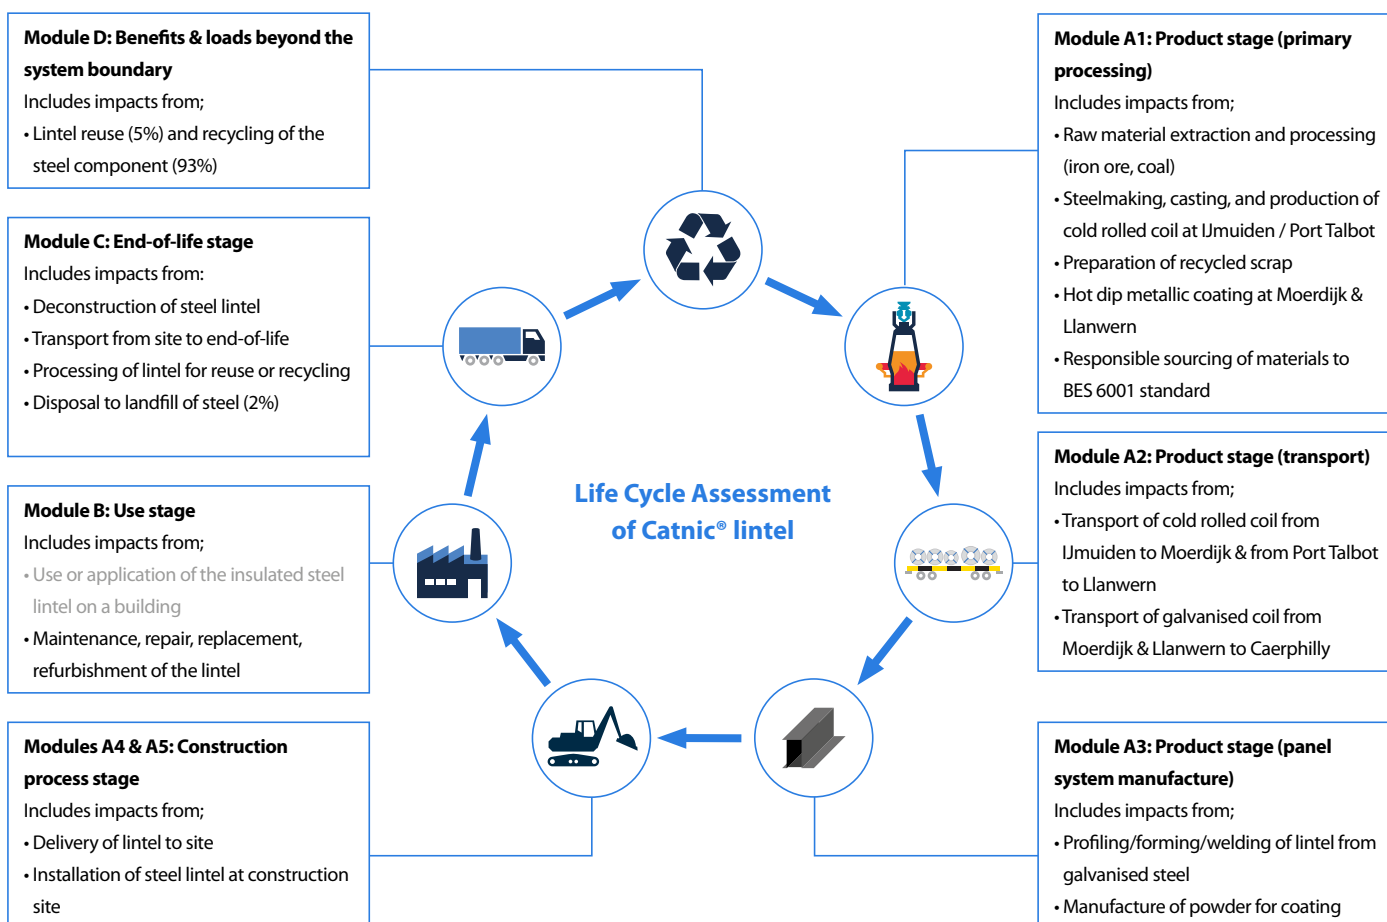 Module D: Benefits & loads beyond the
system boundary
Includes impacts from;
• Lintel reuse (5%) and recycling of the
steel component (93%)
Module C: End-of-life stage
Includes impacts from:
• Deconstruction of steel lintel
• Transport from site to end-of-life
• Processing of lintel for reuse or recycling
• Disposal to landfill of steel (2%)
Module B: Use stage
Includes impacts from;
• Use or application of the insulated steel
lintel on a building
• Maintenance, repair, replacement,
refurbishment of the lintel
Modules A4 & A5: Construction
process stage
Includes impacts from;
• Delivery of lintel to site
• Installation of steel lintel at construction
site
Life Cycle Assessment
of Catnic® lintel
Module A1: Product stage (primary
processing)
Includes impacts from;
• Raw material extraction and processing
(iron ore, coal)
• Steelmaking, casting, and production of
cold rolled coil at IJmuiden / Port Talbot
• Preparation of recycled scrap
• Hot dip metallic coating at Moerdijk &
Llanwern
• Responsible sourcing of materials to
BES 6001 standard
Module A2: Product stage (transport)
Includes impacts from;
• Transport of cold rolled coil from
IJmuiden to Moerdijk & from Port Talbot
to Llanwern
• Transport of galvanised coil from
Moerdijk & Llanwern to Caerphilly
Module A3: Product stage (panel
system manufacture)
Includes impacts from;
• Profiling/forming/welding of lintel from
galvanised steel
• Manufacture of powder for coating